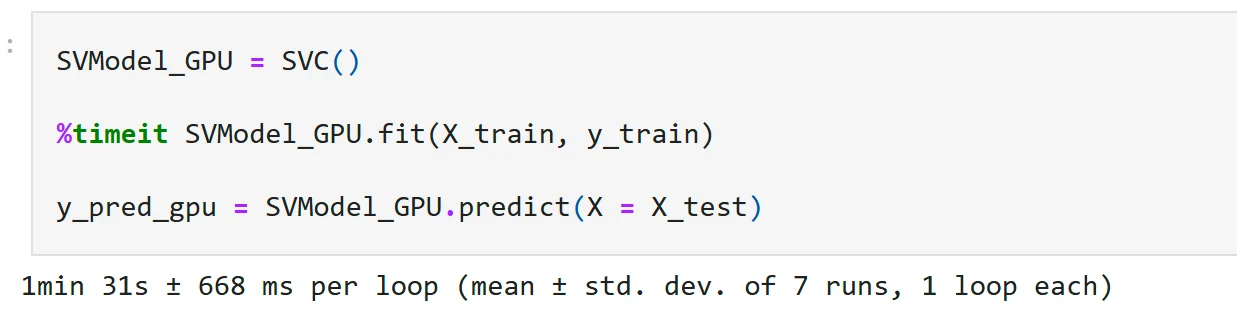 :
SVModel_GPU = SVC()
%timeit SVModel_GPU.fit(X_train, y_train)
y_pred_gpu = SVModel_GPU.predict(X = X_test)
1min 31s ± 668 ms per loop (mean ± std. dev. of 7 runs, 1 loop each)